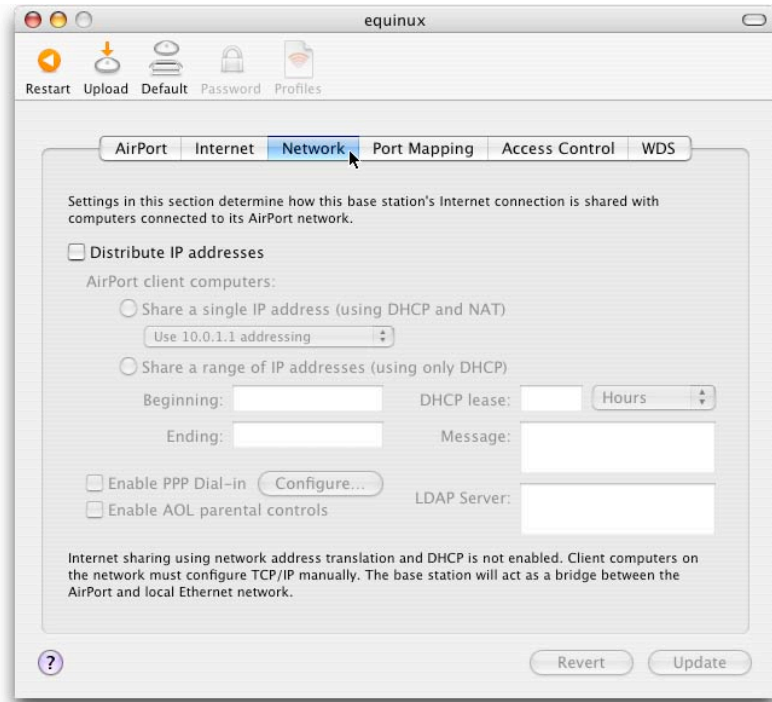 equinux
Restart Upload Default Password Profiles
AirPort Internet Network Port Mapping Access Control WDS
Settings in this section determine how this base station's Internet connection is shared with
computers connected to its AirPort network.
Distribute IP addresses
AirPort client computers:
Share a single IP address (using DHCP and NAT)
Use 10.0.1.1 addressing
Share a range of IP addresses (using only DHCP)
Beginning: DHCP lease: Hours
Ending: Message:
Enable PPP Dial-in Configure...
LDAP Server:
Enable AOL parental controls
Internet sharing using network address translation and DHCP is not enabled. Client computers on
the network must configure TCP/IP manually. The base station will act as a bridge between the
AirPort and local Ethernet network.
? Revert Update